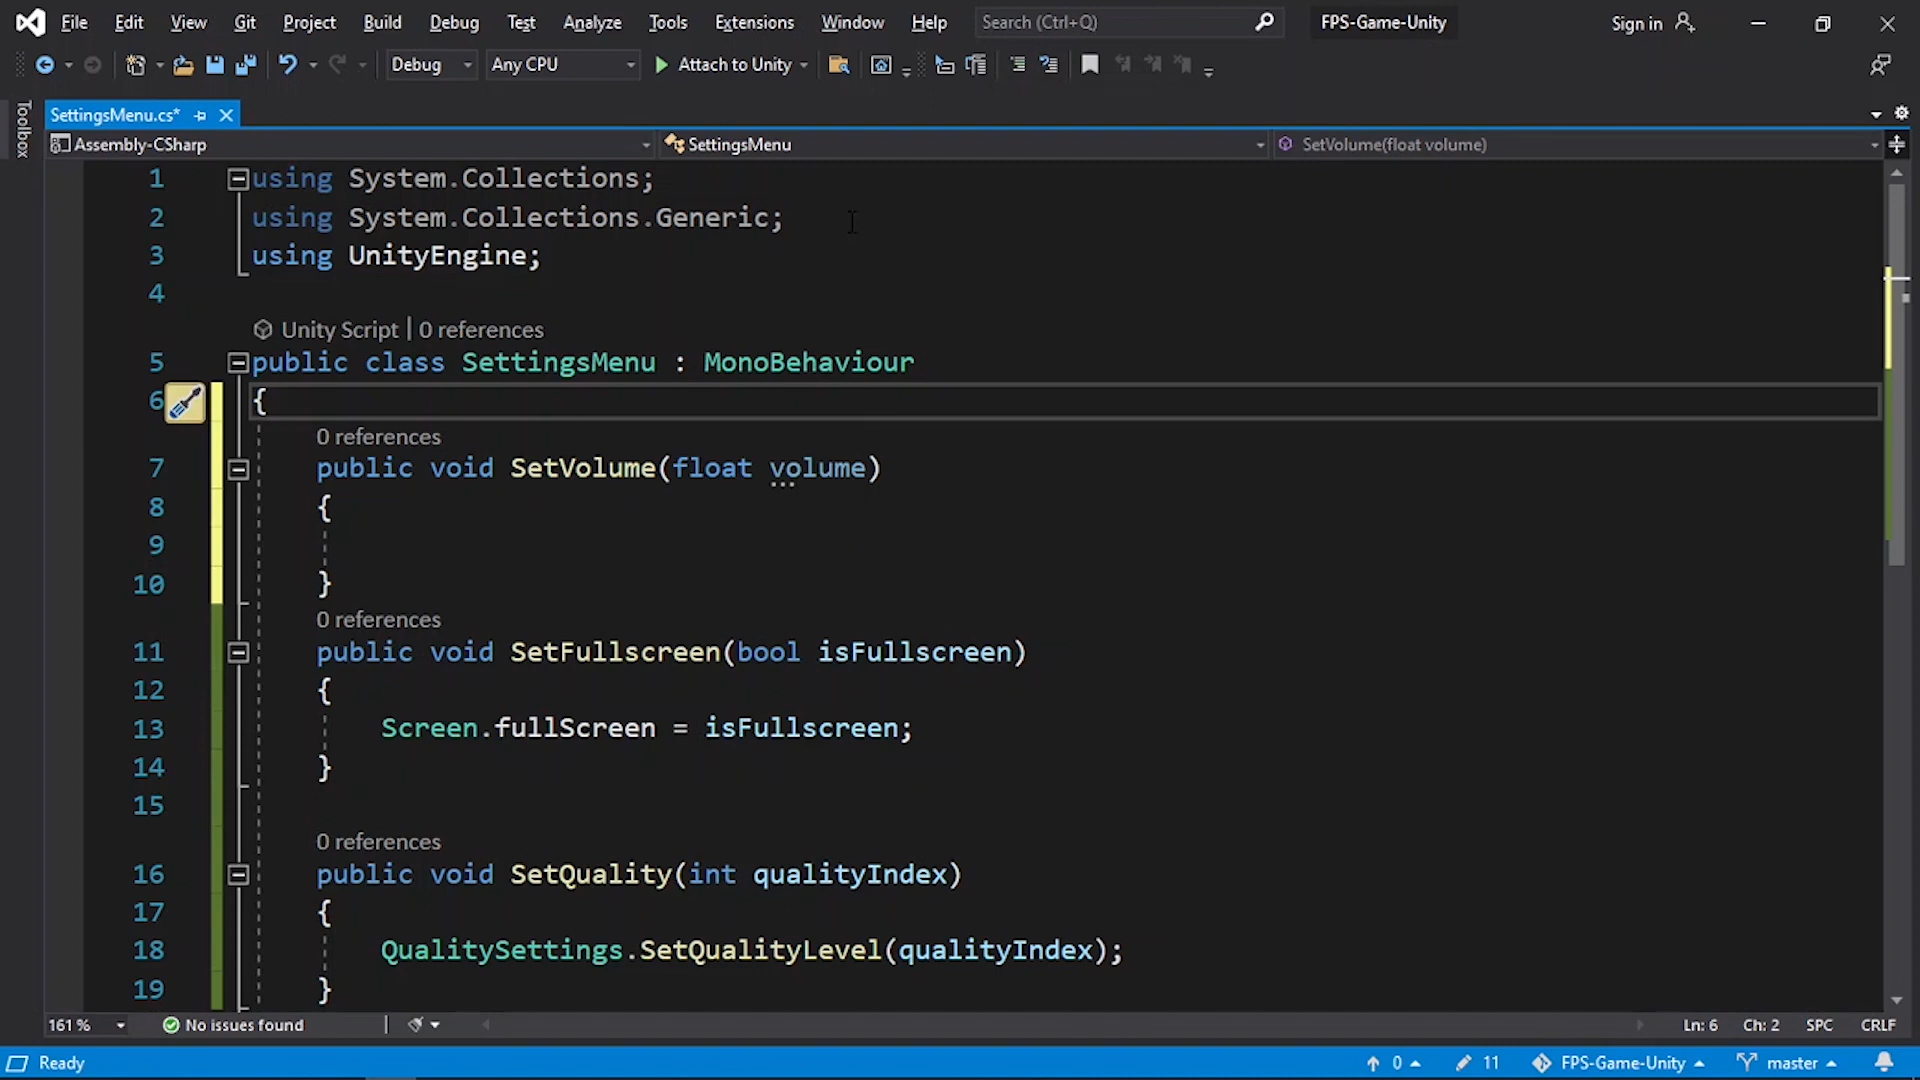 File Edit View Git Project Build Debug Test Analyze Tools Extensions Window Help Search (Ctrl+Q) FPS-Game-Unity Sign in
Debug Any CPU Attach to Unity
Toolbox
SettingsMenu.cs*
Assembly-CSharp SettingsMenu SetVolume(float volume)
1 using System.Collections;
2 using System.Collections.Generic;
3 using UnityEngine;
4
Unity Script | 0 references
5 public class SettingsMenu : MonoBehaviour
6 {
0 references
7 public void SetVolume(float volume)
8 {
9
10 }
0 references
11 public void SetFullscreen(bool isFullscreen)
12 {
13 Screen.fullScreen = isFullscreen;
14 }
15
0 references
16 public void SetQuality(int qualityIndex)
17 {
18 QualitySettings.SetQualityLevel(qualityIndex);
19 }
161 % No issues found Ln: 6 Ch: 2 SPC CRLF
Ready 0 11 FPS-Game-Unity master